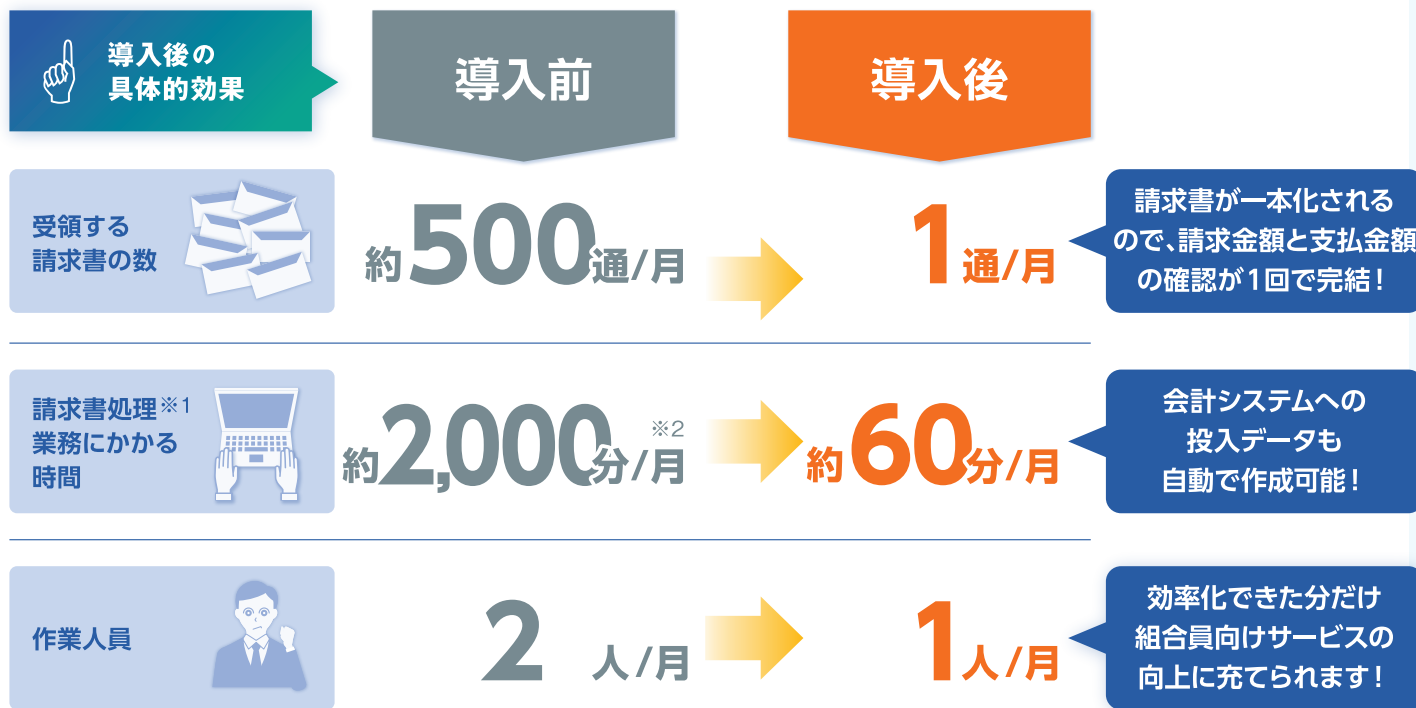 導入後の
具体的効果
導入前
導入後
受領する
請求書の数
約500通/月
1通/月
請求書が一本化される
ので、請求金額と支払金額
の確認が1回で完結！
請求書処理※1
業務にかかる
時間
約2,000分/月※2
約60分/月
会計システムへの
投入データも
自動で作成可能！
作業人員
2人/月
1人/月
効率化できた分だけ
組合員向けサービスの
向上に充てられます！